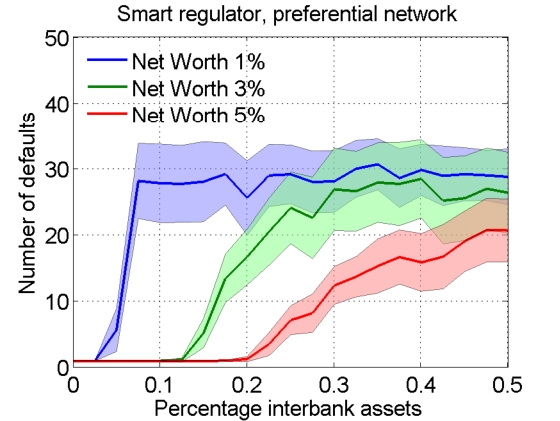 Smart regulator, preferential network
50
40
30
20
10
0
Number of defaults
Net Worth 1%
Net Worth 3%
Net Worth 5%
0 0.1 0.2 0.3 0.4 0.5
Percentage interbank assets